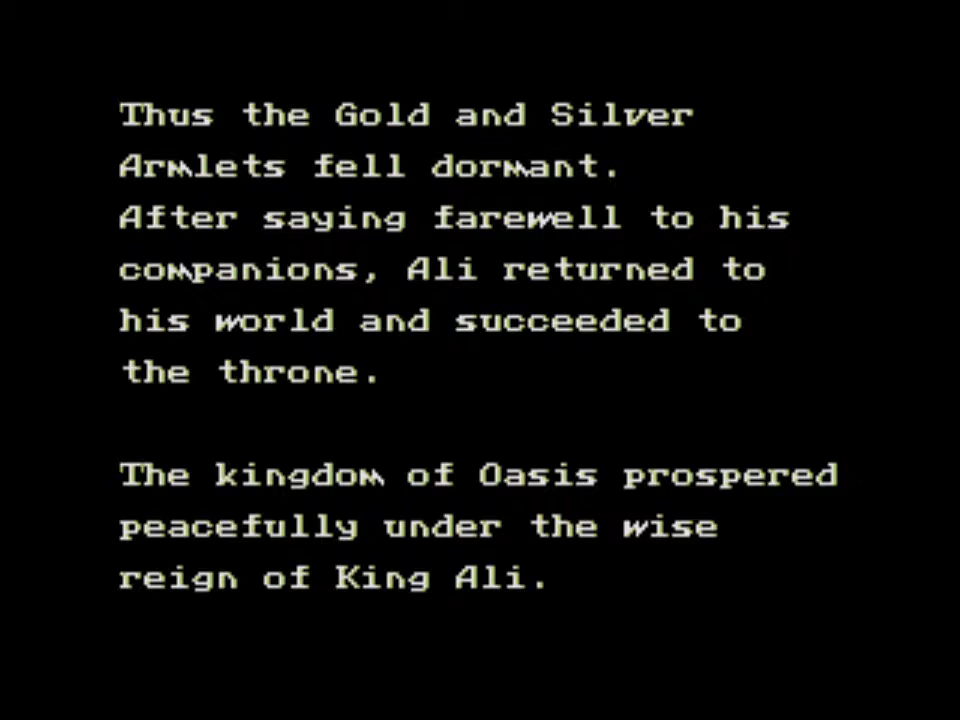 Thus the Gold and Silver
Armlets fell dormant.
After saying farewell to his
companions, Ali returned to
his world and succeeded to
the throne.
The kingdom of Oasis prospered
peacefully under the wise
reign of King Ali.